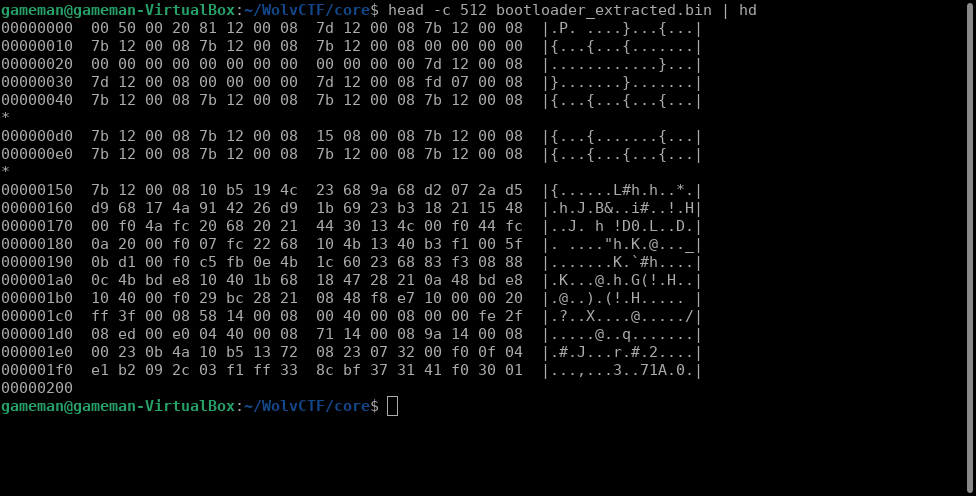 gameman@gameman-VirtualBox:~/WolvCTF/core$ head -c 512 bootloader_extracted.bin | hd
00000000  00 50 00 20 81 12 00 08  7d 12 00 08 7b 12 00 08  |.P. ....}...{...|
00000010  7b 12 00 08 7b 12 00 08  7b 12 00 08 00 00 00 00  |{...{...{.......|
00000020  00 00 00 00 00 00 00 00  00 00 00 00 7d 12 00 08  |............}...|
00000030  7d 12 00 08 00 00 00 00  7d 12 00 08 fd 07 00 08  |}.......}.......|
00000040  7b 12 00 08 7b 12 00 08  7b 12 00 08 7b 12 00 08  |{...{...{...{...|
*
000000d0  7b 12 00 08 7b 12 00 08  15 08 00 08 7b 12 00 08  |{...{.......{...|
000000e0  7b 12 00 08 7b 12 00 08  7b 12 00 08 7b 12 00 08  |{...{...{...{...|
*
00000150  7b 12 00 08 10 b5 19 4c  23 68 9a 68 d2 07 2a d5  |{......L#h.h..*.|
00000160  d9 68 17 4a 91 42 26 d9  1b 69 23 b3 18 21 15 48  |.h.J.B&..i#..!.H|
00000170  00 f0 4a fc 20 68 20 21  44 30 13 4c 00 f0 44 fc  |..J. h !D0.L..D.|
00000180  0a 20 00 f0 07 fc 22 68  10 4b 13 40 b3 f1 00 5f  |. ...."h.K.@..._|
00000190  0b d1 00 f0 c5 fb 0e 4b  1c 60 23 68 83 f3 08 88  |.......K.`#h....|
000001a0  0c 4b bd e8 10 40 1b 68  18 47 28 21 0a 48 bd e8  |.K...@.h.G(!.H..|
000001b0  10 40 00 f0 29 bc 28 21  08 48 f8 e7 10 00 00 20  |.@..).(!.H..... |
000001c0  ff 3f 00 08 58 14 00 08  00 40 00 08 00 00 fe 2f  |.?..X....@...../|
000001d0  08 ed 00 e0 04 40 00 08  71 14 00 08 9a 14 00 08  |.....@..q.......|
000001e0  00 23 0b 4a 10 b5 13 72  08 23 07 32 00 f0 0f 04  |.#.J...r.#.2....|
000001f0  e1 b2 09 2c 03 f1 ff 33  8c bf 37 31 41 f0 30 01  |...,...3..71A.0.|
00000200
gameman@gameman-VirtualBox:~/WolvCTF/core$